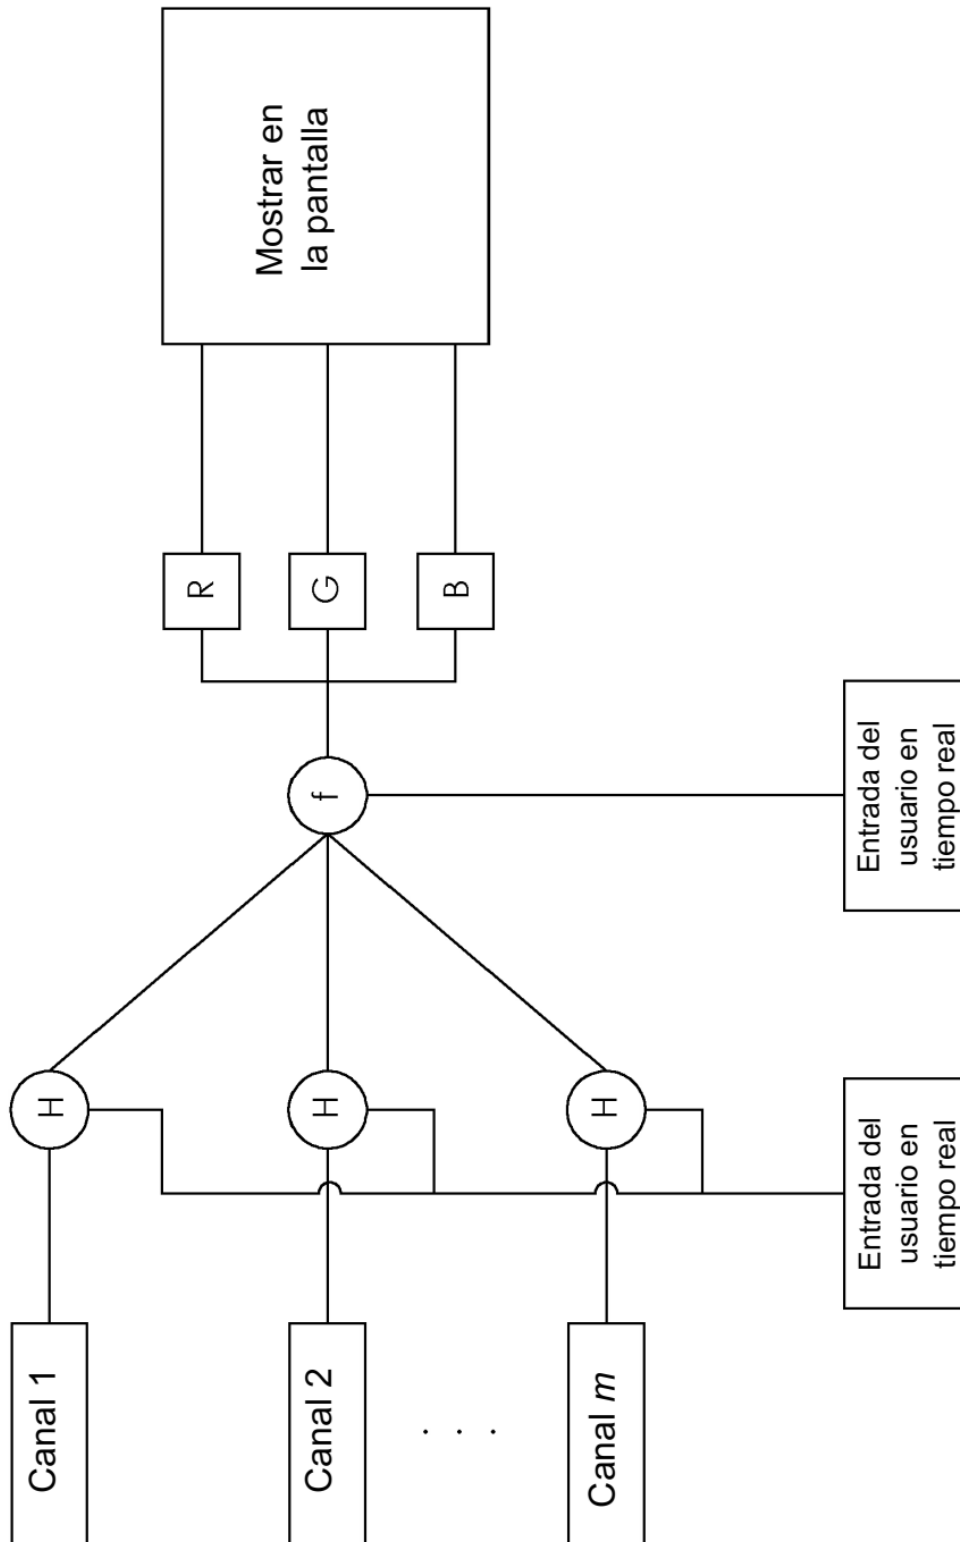 Mostrar en
la pantalla
R
G
B
f
Entrada del
usuario en
tiempo real
H
H
H
Entrada del
usuario en
tiempo real
Canal 1
Canal 2
. . .
Canal m